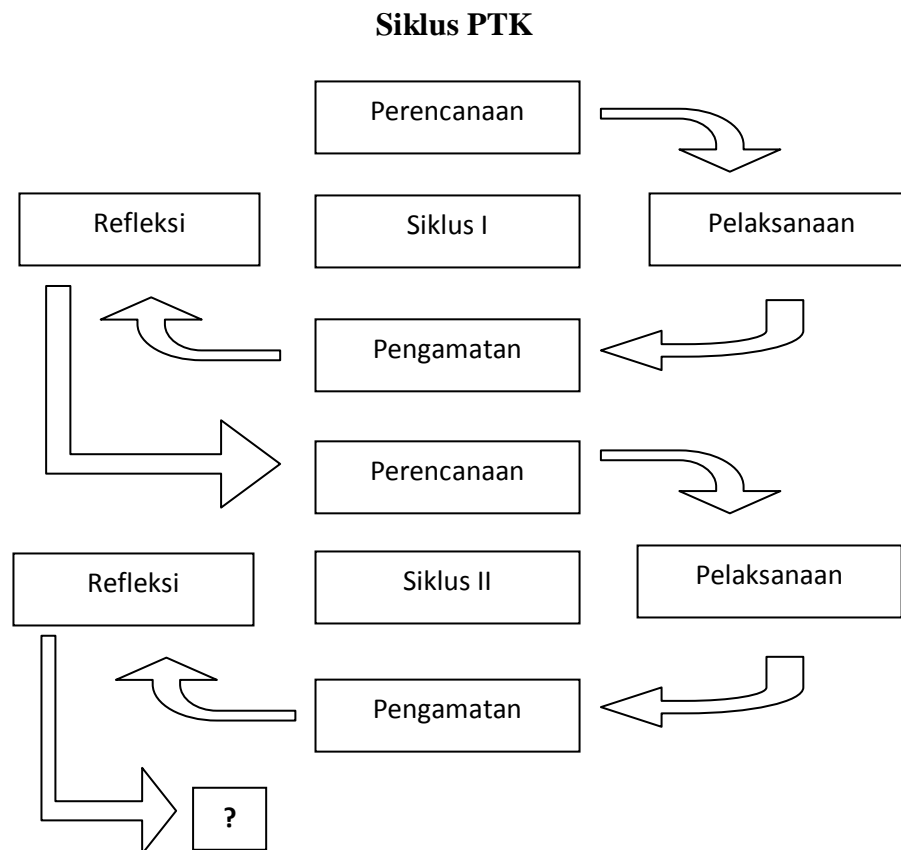 Siklus PTK
Perencanaan
Refleksi
Siklus I
Pelaksanaan
Pengamatan
Perencanaan
Refleksi
Siklus II
Pelaksanaan
Pengamatan
?